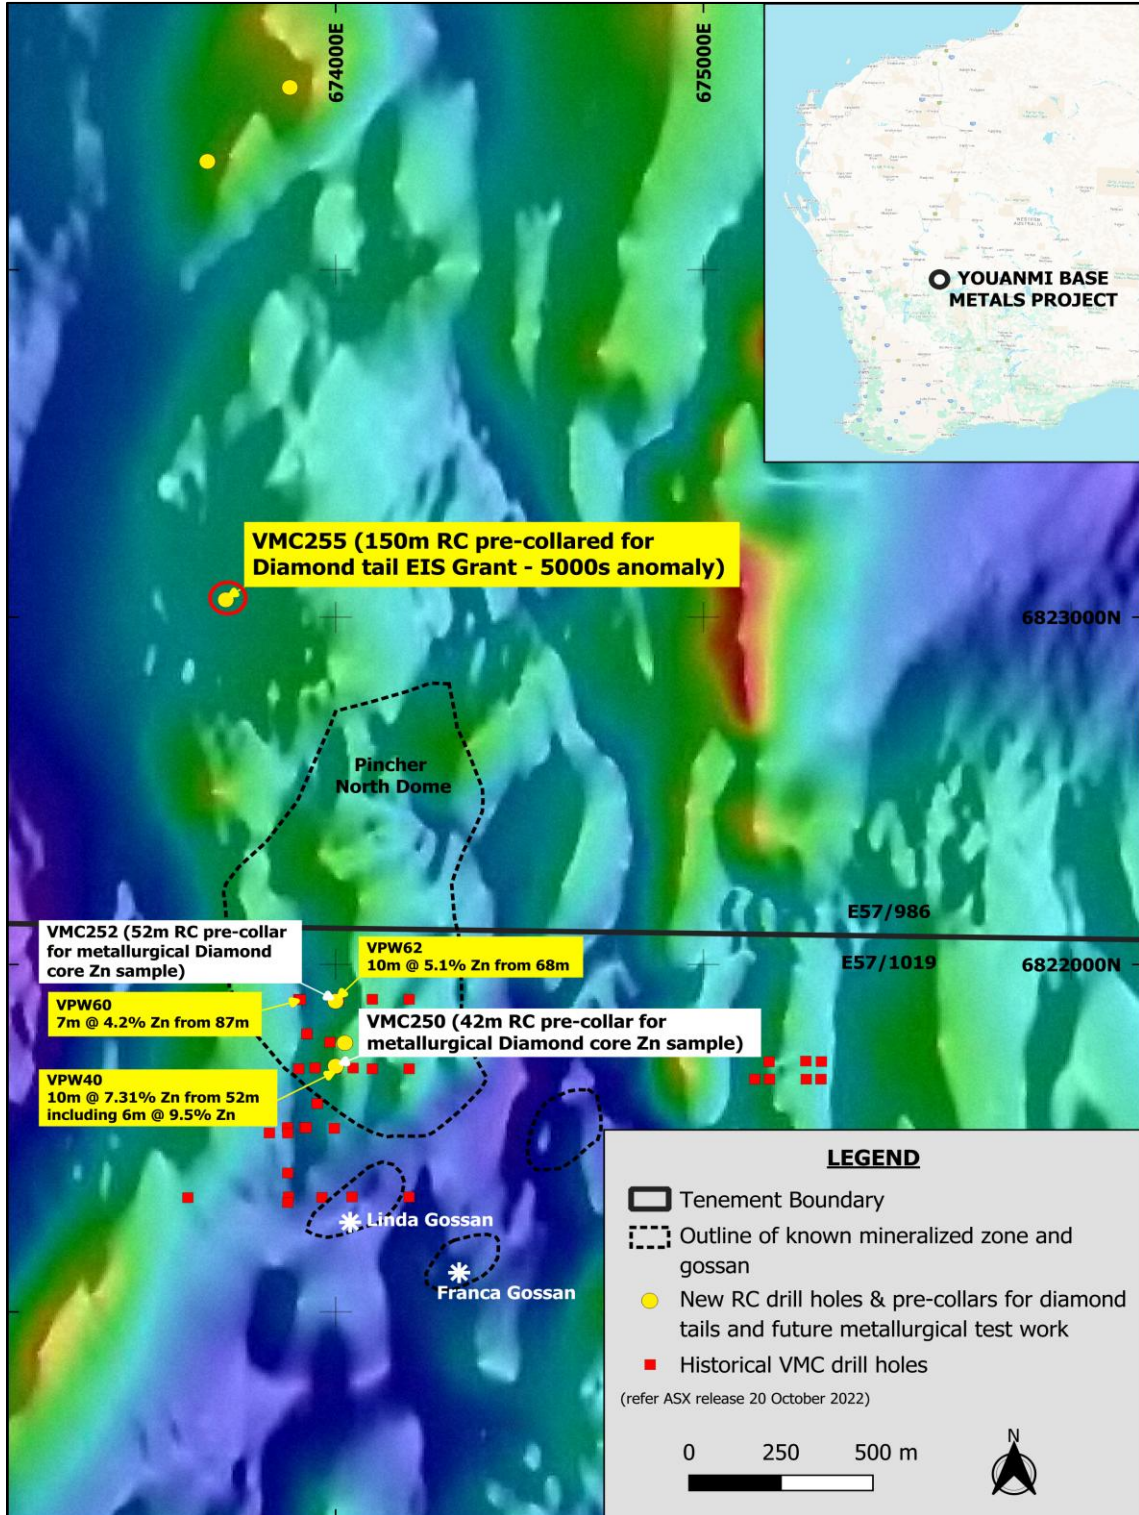 674000E
675000E
YOUANMI BASE
METALS PROJECT
WESTERN
AUSTRALIA
VMC255 (150m RC pre-collared for
Diamond tail EIS Grant - 5000s anomaly)
6823000N
Pincher
North Dome
E57/986
VMC252 (52m RC pre-collar
for metallurgical Diamond
core Zn sample)
VPW62
10m @ 5.1% Zn from 68m
E57/1019
6822000N
VPW60
7m @ 4.2% Zn from 87m
VMC250 (42m RC pre-collar for
metallurgical Diamond core Zn sample)
VPW40
10m @ 7.31% Zn from 52m
including 6m @ 9.5% Zn
Linda Gossan
Franca Gossan
LEGEND
Tenement Boundary
Outline of known mineralized zone and
gossan
New RC drill holes & pre-collars for diamond
tails and future metallurgical test work
Historical VMC drill holes
(refer ASX release 20 October 2022)
0 250 500 m
N